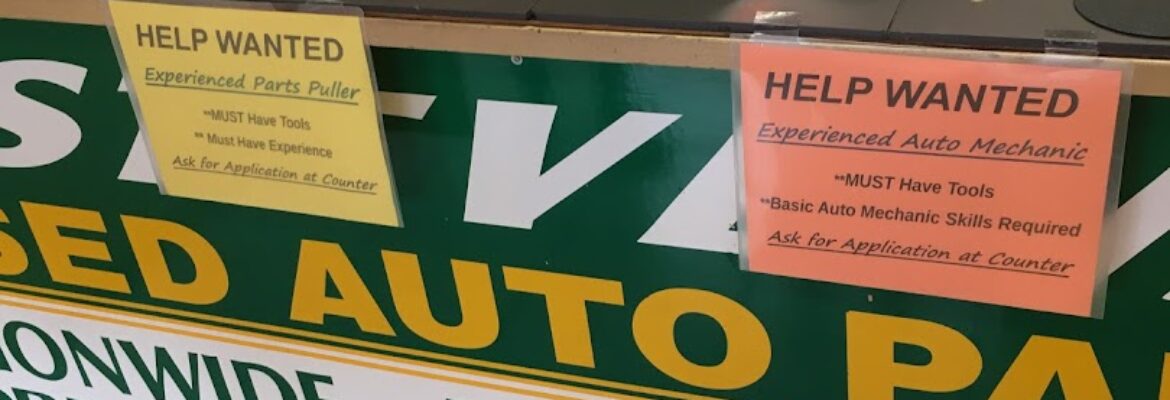 HELP WANTED
Experienced Parts Puller
**MUST Have Tools
** Must Have Experience
Ask for Application at Counter
HELP WANTED
Experienced Auto Mechanic
**MUST Have Tools
**Basic Auto Mechanic Skills Required
Ask for Application at Counter
SED AUTO PA
IONWIDE